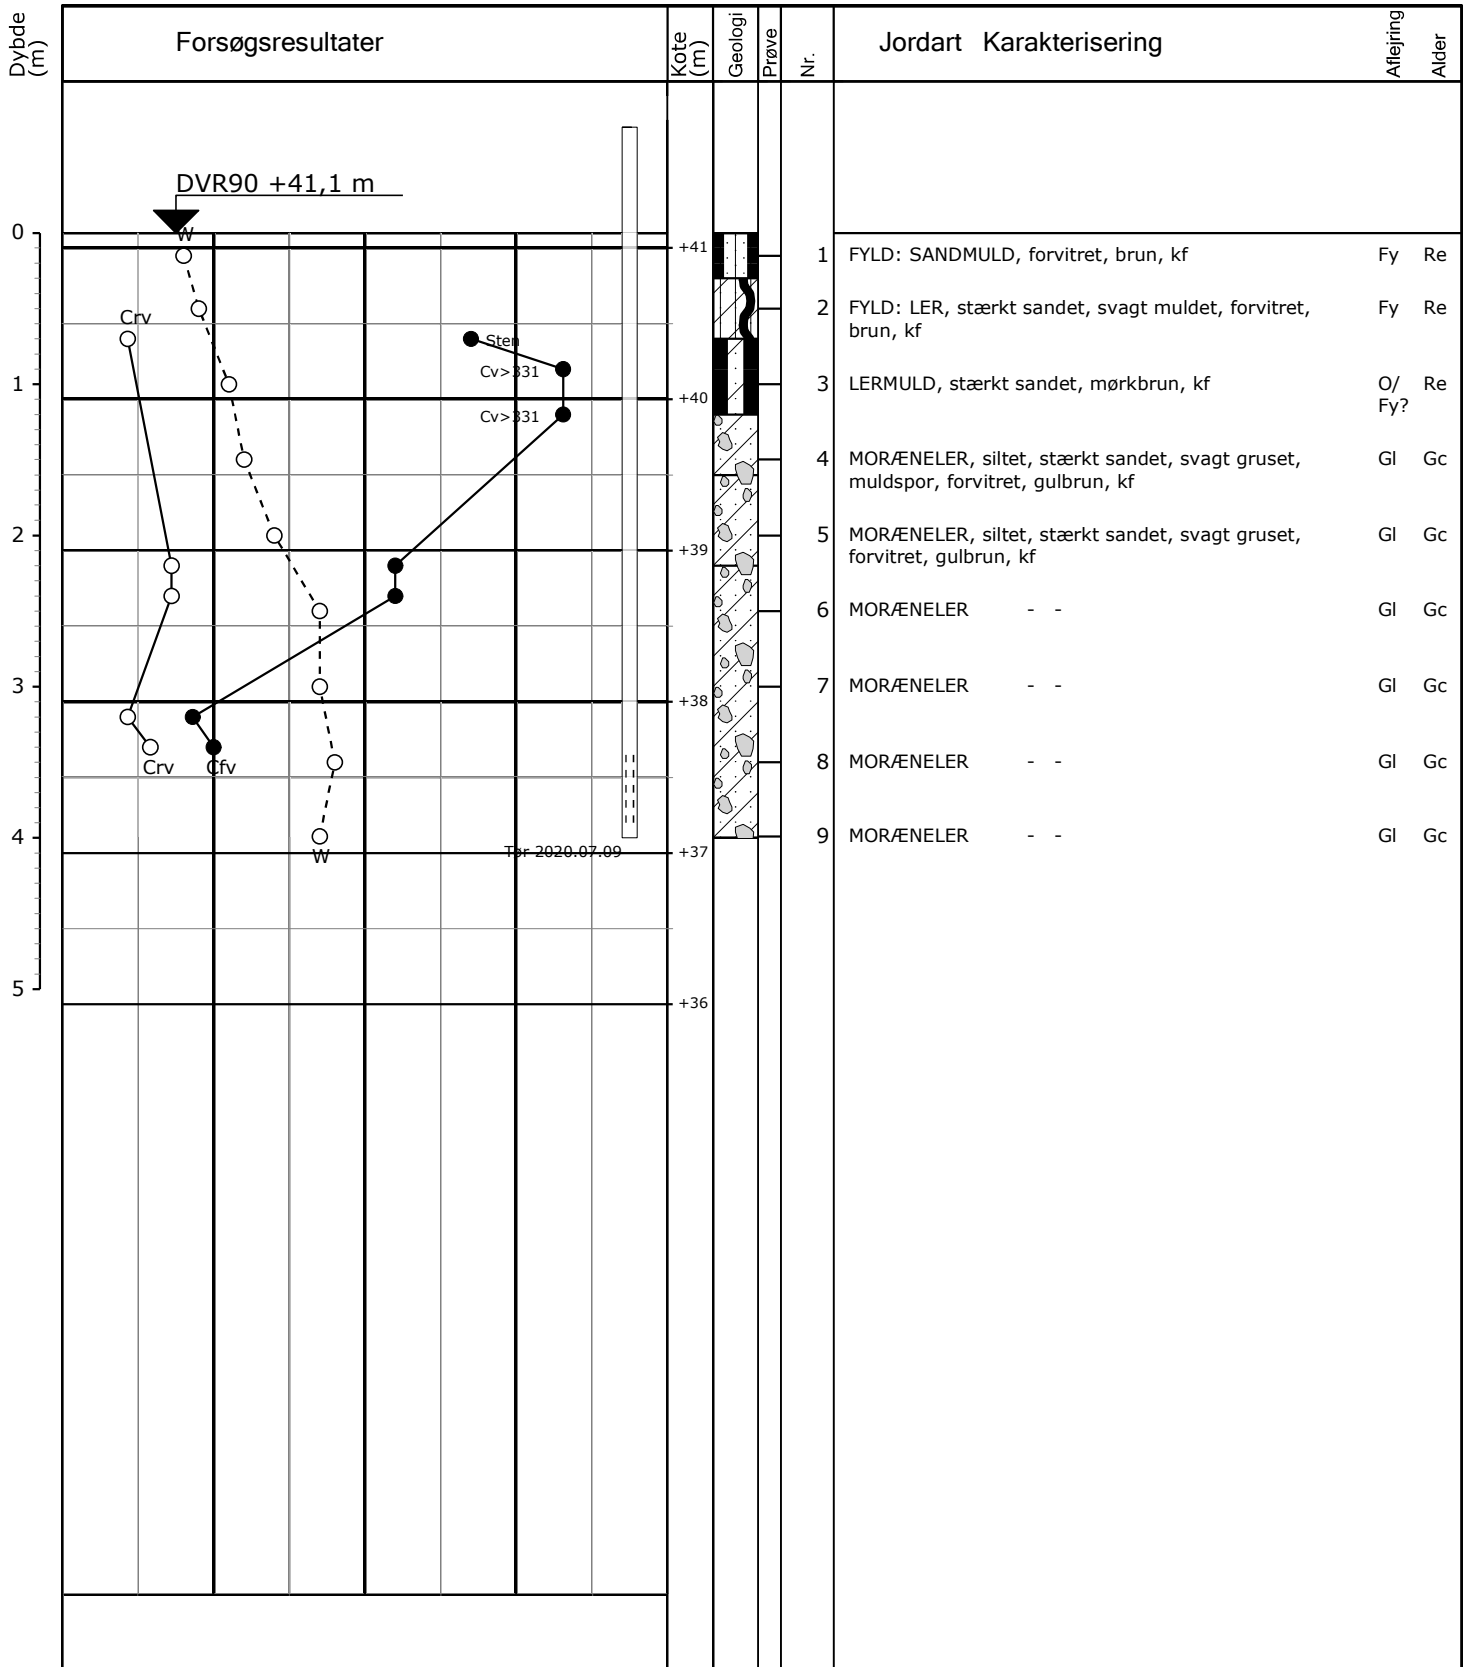 Dybde
(m)
Forsøgsresultater
Kote
(m)
Geologi
Prøve
Nr.
Jordart Karakterisering
Aflejring
Alder
DVR90 +41,1 m
0
W
+41
1 FYLD: SANDMULD, forvitret, brun, kf Fy Re
2 FYLD: LER, stærkt sandet, svagt muldet, forvitret, Fy Re
brun, kf
Crv
Sten
Cv>331
1
+40
3 LERMULD, stærkt sandet, mørkbrun, kf O/ Re
Fy?
Cv>331
4 MORÆNELER, siltet, stærkt sandet, svagt gruset, Gl Gc
muldspor, forvitret, gulbrun, kf
2
+39
5 MORÆNELER, siltet, stærkt sandet, svagt gruset, Gl Gc
forvitret, gulbrun, kf
6 MORÆNELER - - Gl Gc
3
+38
7 MORÆNELER - - Gl Gc
Crv
Cfv
8 MORÆNELER - - Gl Gc
4
9 MORÆNELER - - Gl Gc
W
Tør 2020.07.09
+37
5
+36